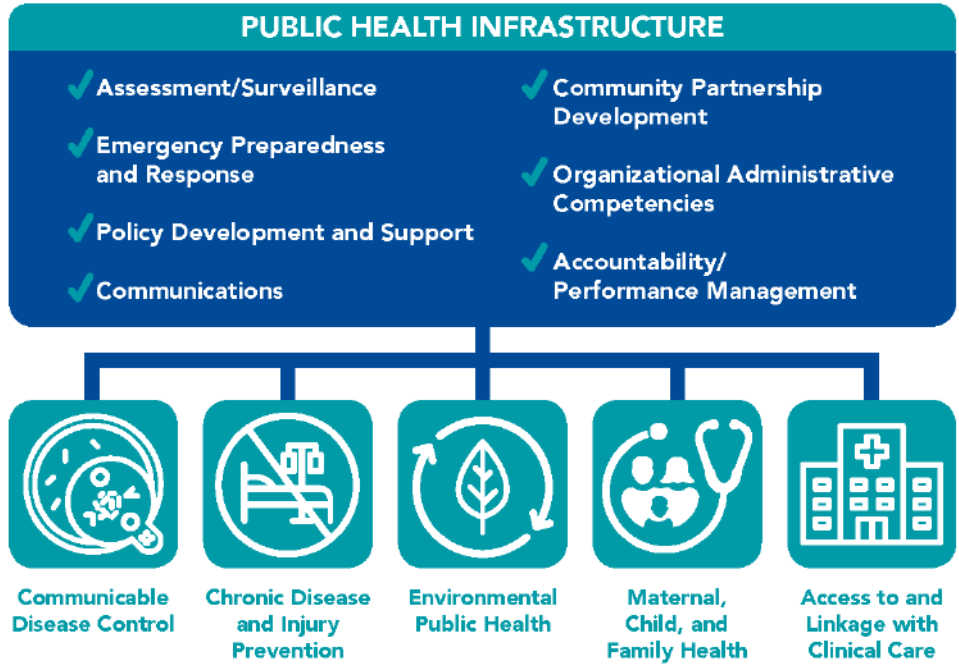 PUBLIC HEALTH INFRASTRUCTURE
Assessment/Surveillance
Emergency Preparedness
and Response
Policy Development and Support
Communications
Community Partnership
Development
Organizational Administrative
Competencies
Accountability/
Performance Management
Communicable
Disease Control
Chronic Disease
and Injury
Prevention
Environmental
Public Health
Maternal,
Child, and
Family Health
Access to and
Linkage with
Clinical Care